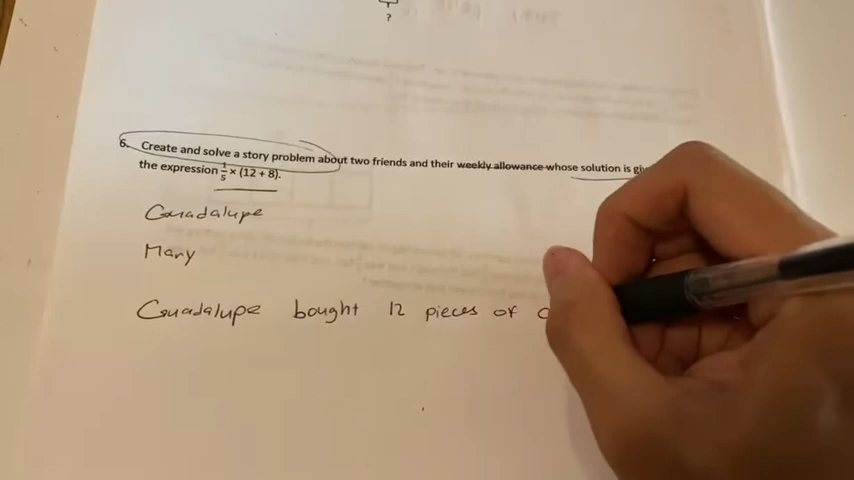 ?
6. Create and solve a story problem about two friends and their weekly allowance whose solution is
the expression 1/5 × (12 + 8).
Guadalupe
Mary
Guadalupe bought 12 pieces of